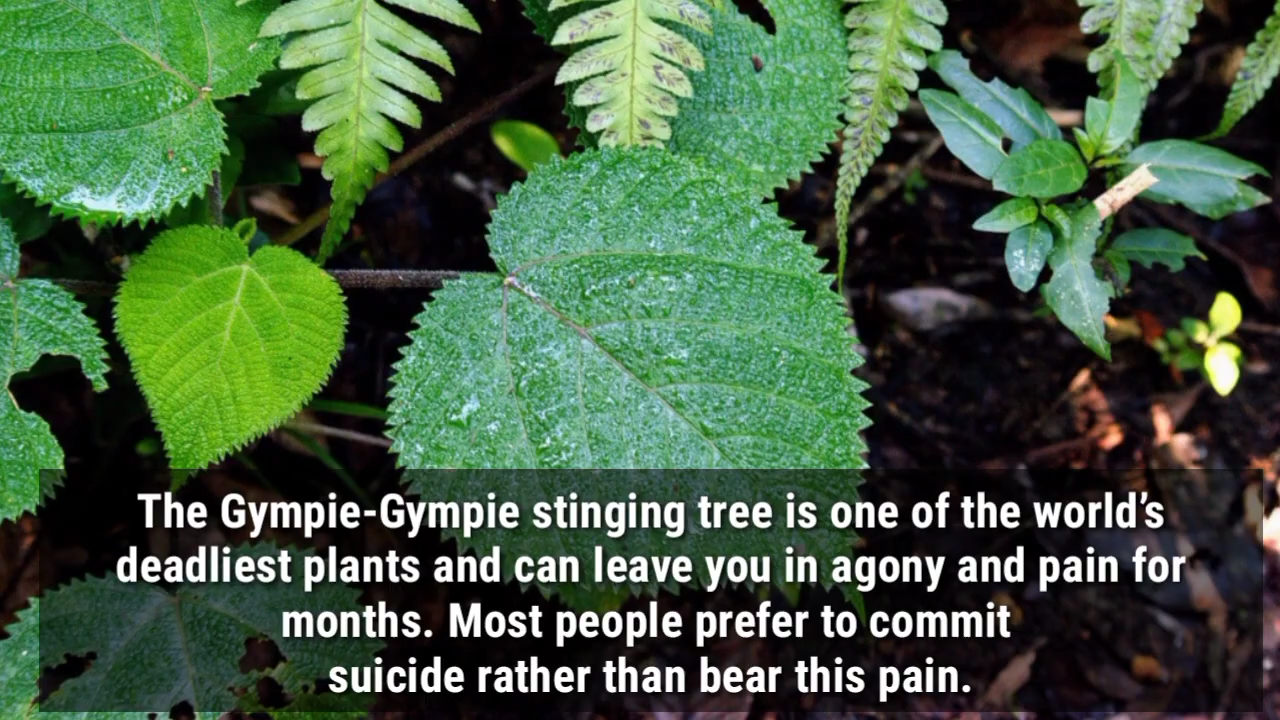 The Gympie-Gympie stinging tree is one of the world’s
deadliest plants and can leave you in agony and pain for
months. Most people prefer to commit
suicide rather than bear this pain.